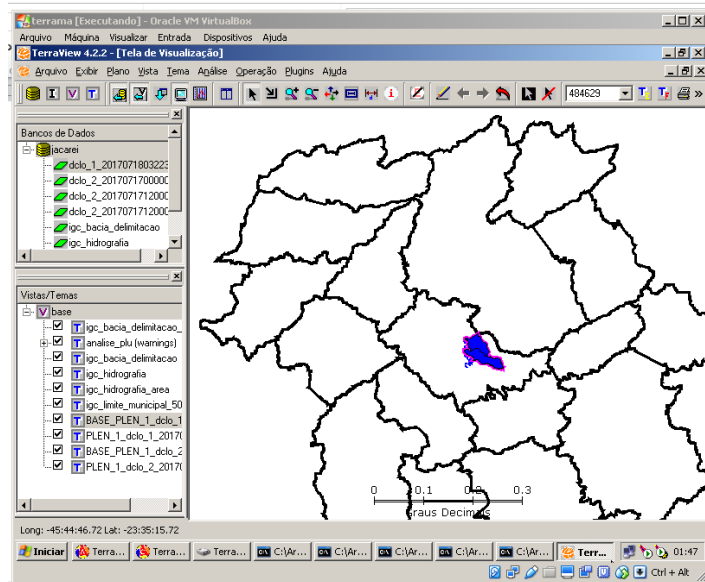 terrama [Executando] - Oracle VM VirtualBox
Arquivo Máquina Visualizar Entrada Dispositivos Ajuda
TerraView 4.2.2 - [Tela de Visualização]
Arquivo Exibir Plano Vista Tema Análise Operação Plugins Ajuda
I V T 484629
Bancos de Dados
jacarei
dclo_1_2017071803223
dclo_2_2017071700000
dclo_2_20170717120000
dclo_2_20170717120000
igc_bacia_delimitacao
igc_hidrografia
Vistas/Temas
V base
T igc_bacia_delimitacao_
T analise_plu (warnings)
T igc_bacia_delimitacao
T igc_hidrografia
T igc_hidrografia_area
T igc_limite_municipal_50
T BASE_PLEN_1_dclo_1
T PLEN_1_dclo_1_2017
T BASE_PLEN_1_dclo_2
T PLEN_1_dclo_2_2017
0 0.1 0.2 0.3
Graus Decimais
Long: -45:44:46.72 Lat: -23:35:15.72
Iniciar Terra... Terra... Terra... C:\Ar... C:\Ar... C:\Ar... C:\Ar... C:\Ar... Terr... 01:47
Ctrl + Alt